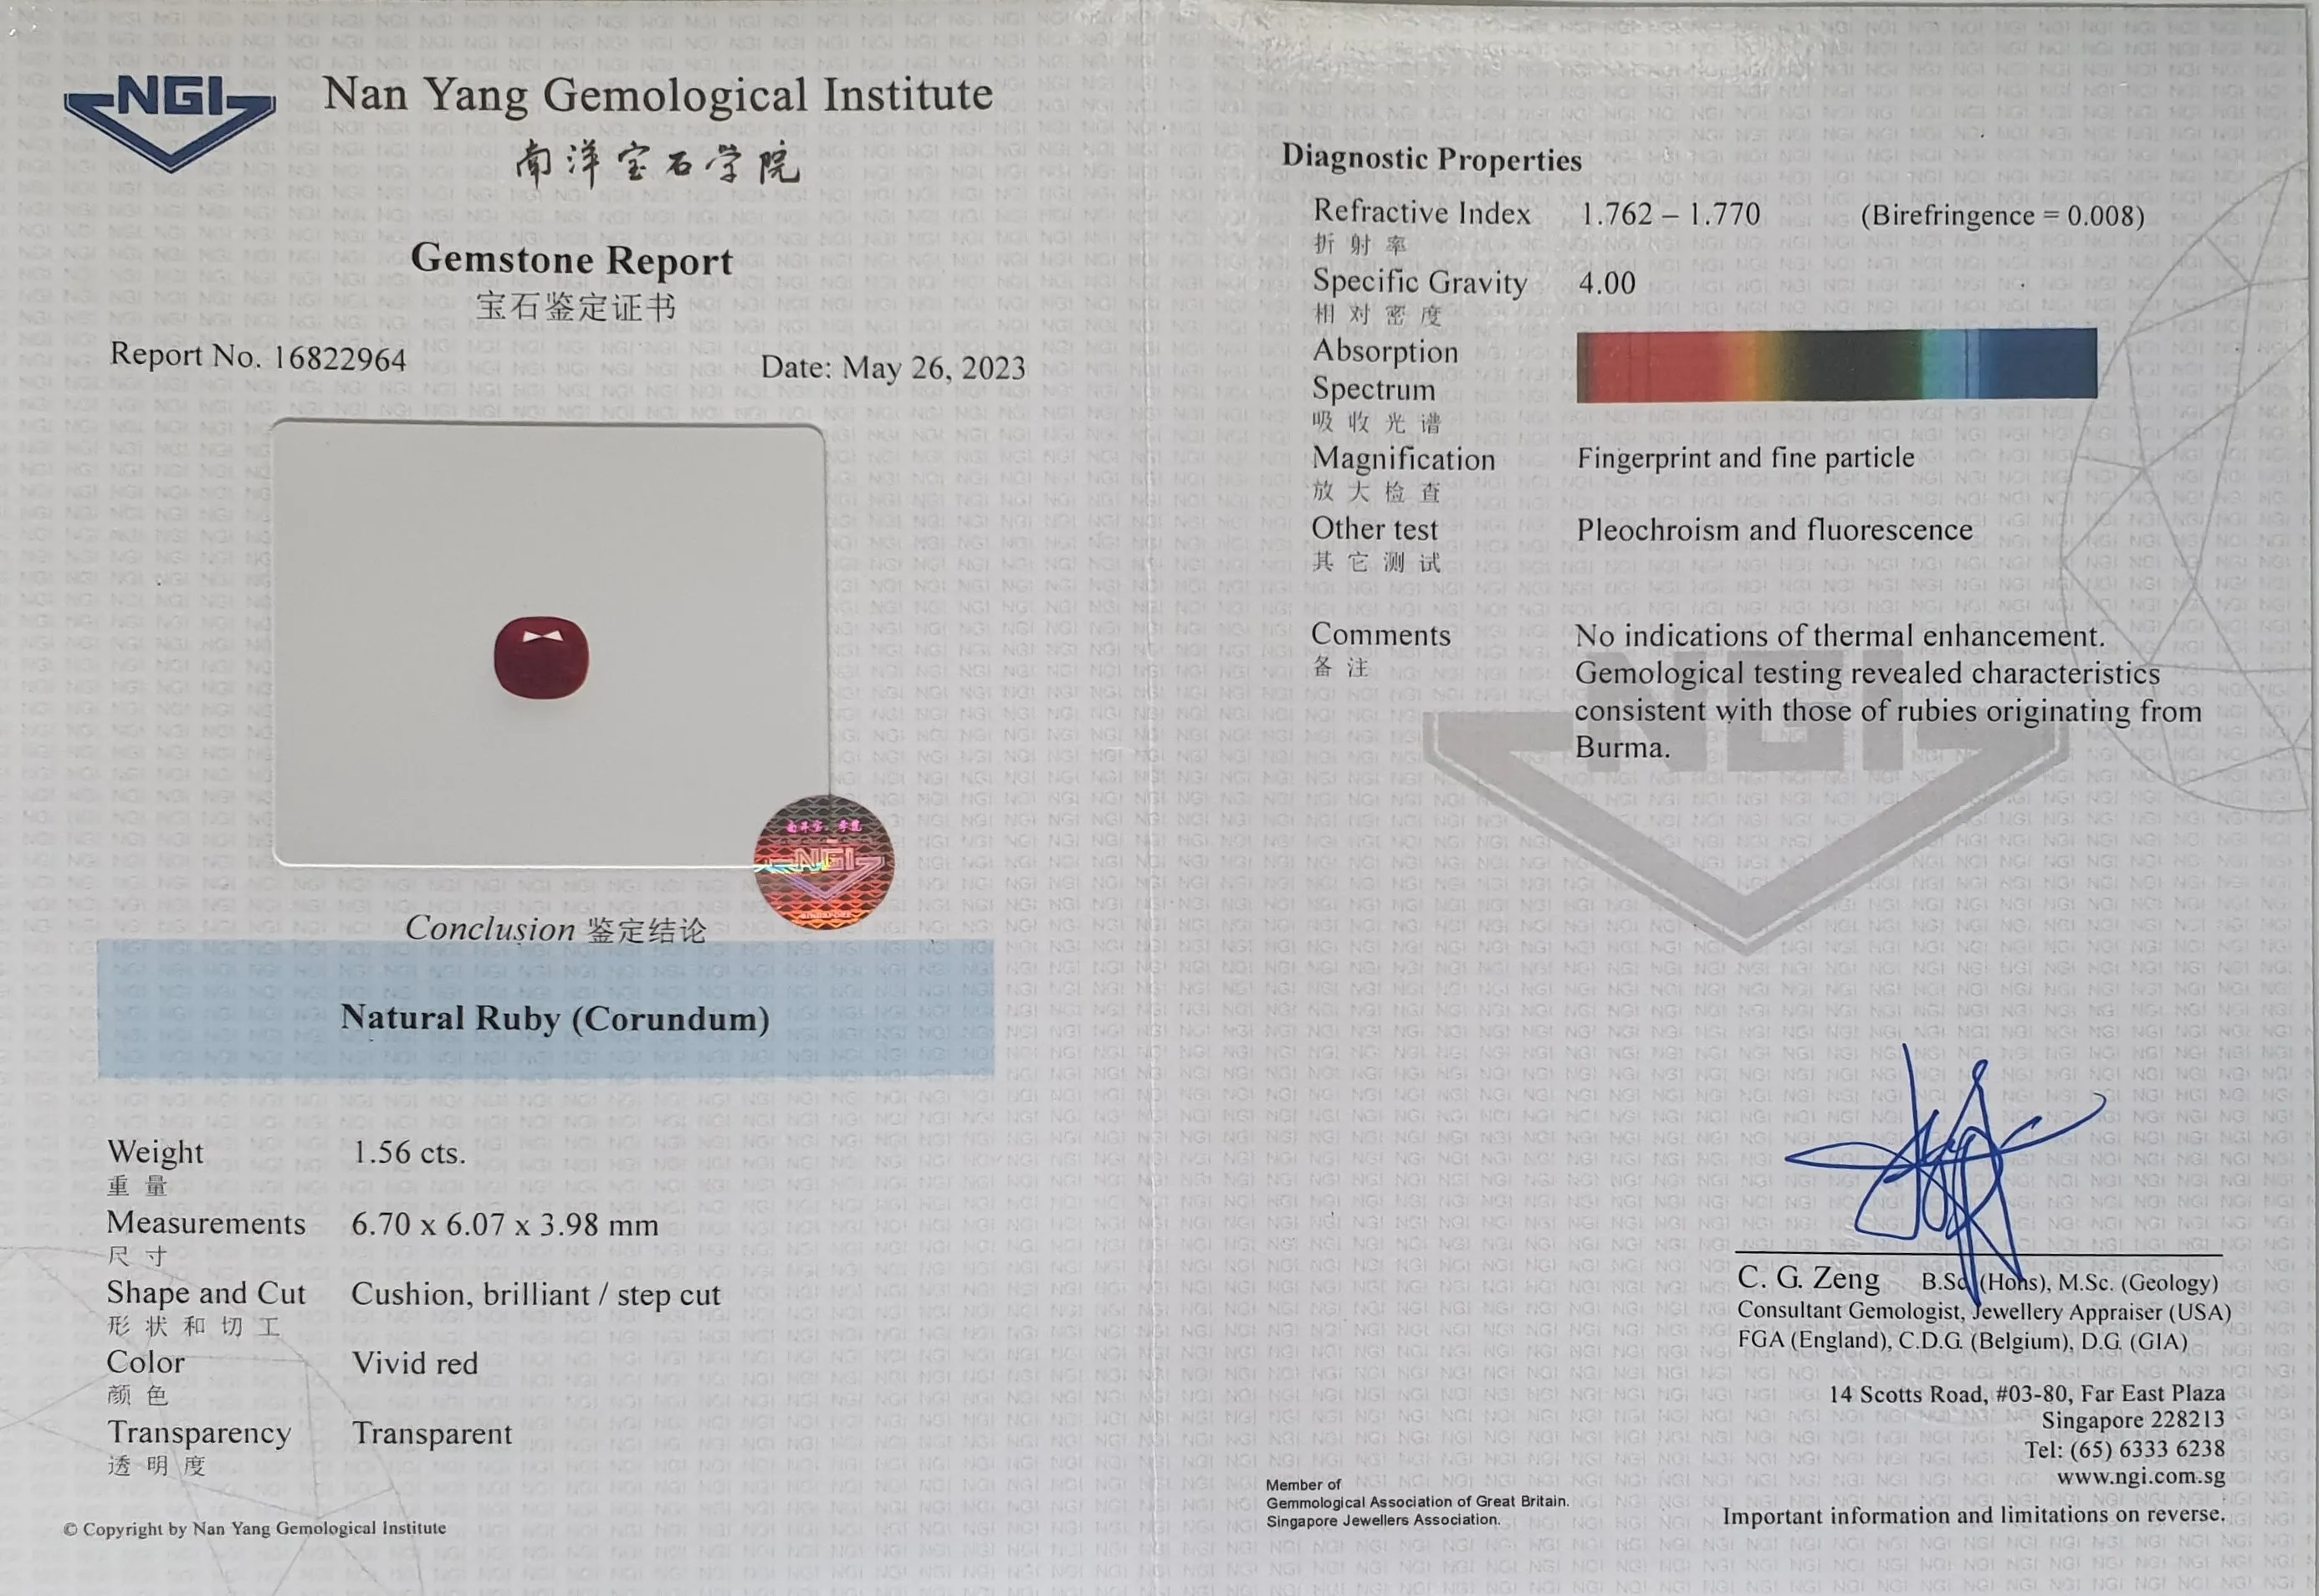 NGI
Nan Yang Gemological Institute
南洋宝石学院
Gemstone Report
宝石鉴定证书
Report No. 16822964
Date: May 26, 2023
NGI
Conclusion 鉴定结论
Natural Ruby (Corundum)
Weight 1.56 cts.
重量
Measurements 6.70 x 6.07 x 3.98 mm
尺寸
Shape and Cut Cushion, brilliant / step cut
形状和切工
Color Vivid red
颜色
Transparency Transparent
透明度
© Copyright by Nan Yang Gemological Institute
Diagnostic Properties
Refractive Index 1.762 – 1.770 (Birefringence = 0.008)
折射率
Specific Gravity 4.00
相对密度
Absorption
Spectrum
吸收光谱
Magnification Fingerprint and fine particle
放大检查
Other test Pleochroism and fluorescence
其它测试
Comments No indications of thermal enhancement.
备注
Gemological testing revealed characteristics
consistent with those of rubies originating from
Burma.
NGI
C. G. Zeng B.Sc. (Hons), M.Sc. (Geology)
Consultant Gemologist, Jewellery Appraiser (USA)
FGA (England), C.D.G. (Belgium), D.G. (GIA)
14 Scotts Road, #03-80, Far East Plaza
Singapore 228213
Tel: (65) 6333 6238
www.ngi.com.sg
Member of
Gemmological Association of Great Britain.
Singapore Jewellers Association.
Important information and limitations on reverse.